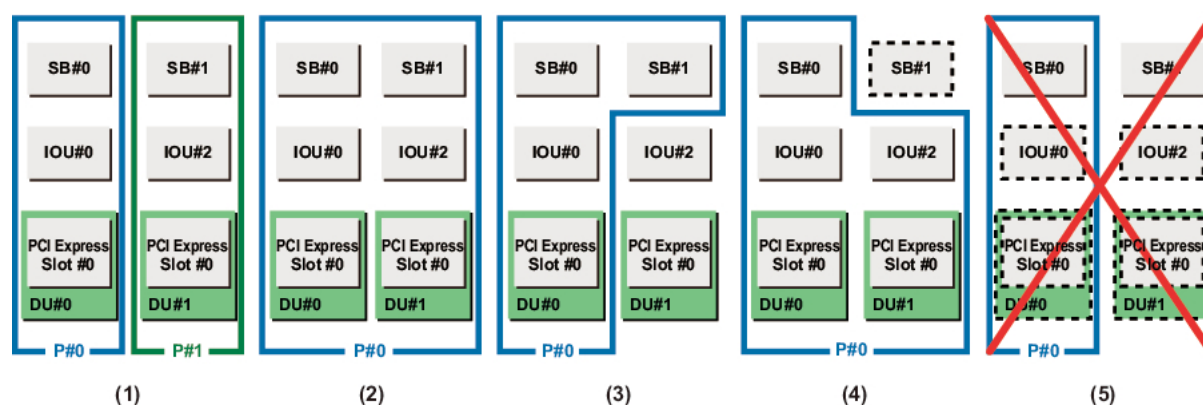 SB#0 SB#1 SB#0 SB#1 SB#0 SB#1 SB#0 SB#1 SB#0 SB#1
IOU#0 IOU#2 IOU#0 IOU#2 IOU#0 IOU#2 IOU#0 IOU#2 IOU#0 IOU#2
PCI Express PCI Express PCI Express PCI Express PCI Express PCI Express PCI Express PCI Express PCI Express PCI Express
Slot #0 Slot #0 Slot #0 Slot #0 Slot #0 Slot #0 Slot #0 Slot #0 Slot #0 Slot #0
DU#0 DU#1 DU#0 DU#1 DU#0 DU#1 DU#0 DU#1 DU#0 DU#1
P#0 P#1 P#0 P#0 P#0 P#0
(1) (2) (3) (4) (5)